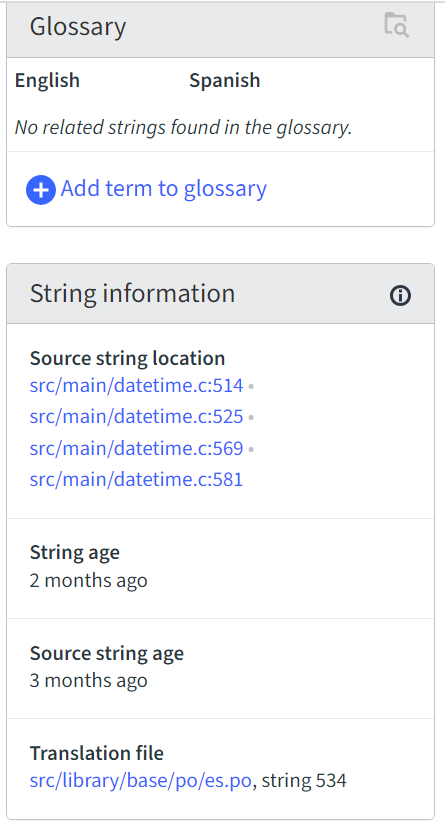 Glossary
English Spanish
No related strings found in the glossary.
Add term to glossary
String information
Source string location
src/main/datetime.c:514 •
src/main/datetime.c:525 •
src/main/datetime.c:569 •
src/main/datetime.c:581
String age
2 months ago
Source string age
3 months ago
Translation file
src/library/base/po/es.po, string 534